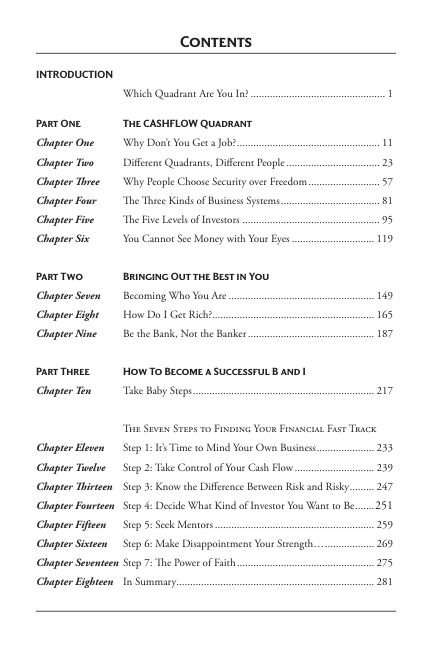 CONTENTS
INTRODUCTION
Which Quadrant Are You In? ........................................ 1
PART ONE THE CASHFLOW QUADRANT
Chapter One Why Don't You Get a Job?.......................................... 11
Chapter Two Different Quadrants, Different People ............................ 23
Chapter Three Why People Choose Security over Freedom...................... 57
Chapter Four The Three Kinds of Business Systems .............................. 81
Chapter Five The Five Levels of Investors ......................................... 95
Chapter Six You Cannot See Money with Your Eyes ......................... 119
PART TWO BRINGING OUT THE BEST IN YOU
Chapter Seven Becoming Who You Are ........................................... 149
Chapter Eight How Do I Get Rich?................................................ 165
Chapter Nine Be the Bank, Not the Banker...................................... 187
PART THREE HOW TO BECOME A SUCCESSFUL B AND I
Chapter Ten Take Baby Steps...................................................... 217
THE SEVEN STEPS TO FINDING YOUR FINANCIAL FAST TRACK
Chapter Eleven Step 1: It's Time to Mind Your Own Business................. 233
Chapter Twelve Step 2: Take Control of Your Cash Flow ........................ 239
Chapter Thirteen Step 3: Know the Difference Between Risk and Risky....... 247
Chapter Fourteen Step 4: Decide What Kind of Investor You Want to Be......251
Chapter Fifteen Step 5: Seek Mentors ............................................... 259
Chapter Sixteen Step 6: Make Disappointment Your Strength.................. 269
Chapter Seventeen Step 7: The Power of Faith......................................... 275
Chapter Eighteen In Summary.......................................................... 281